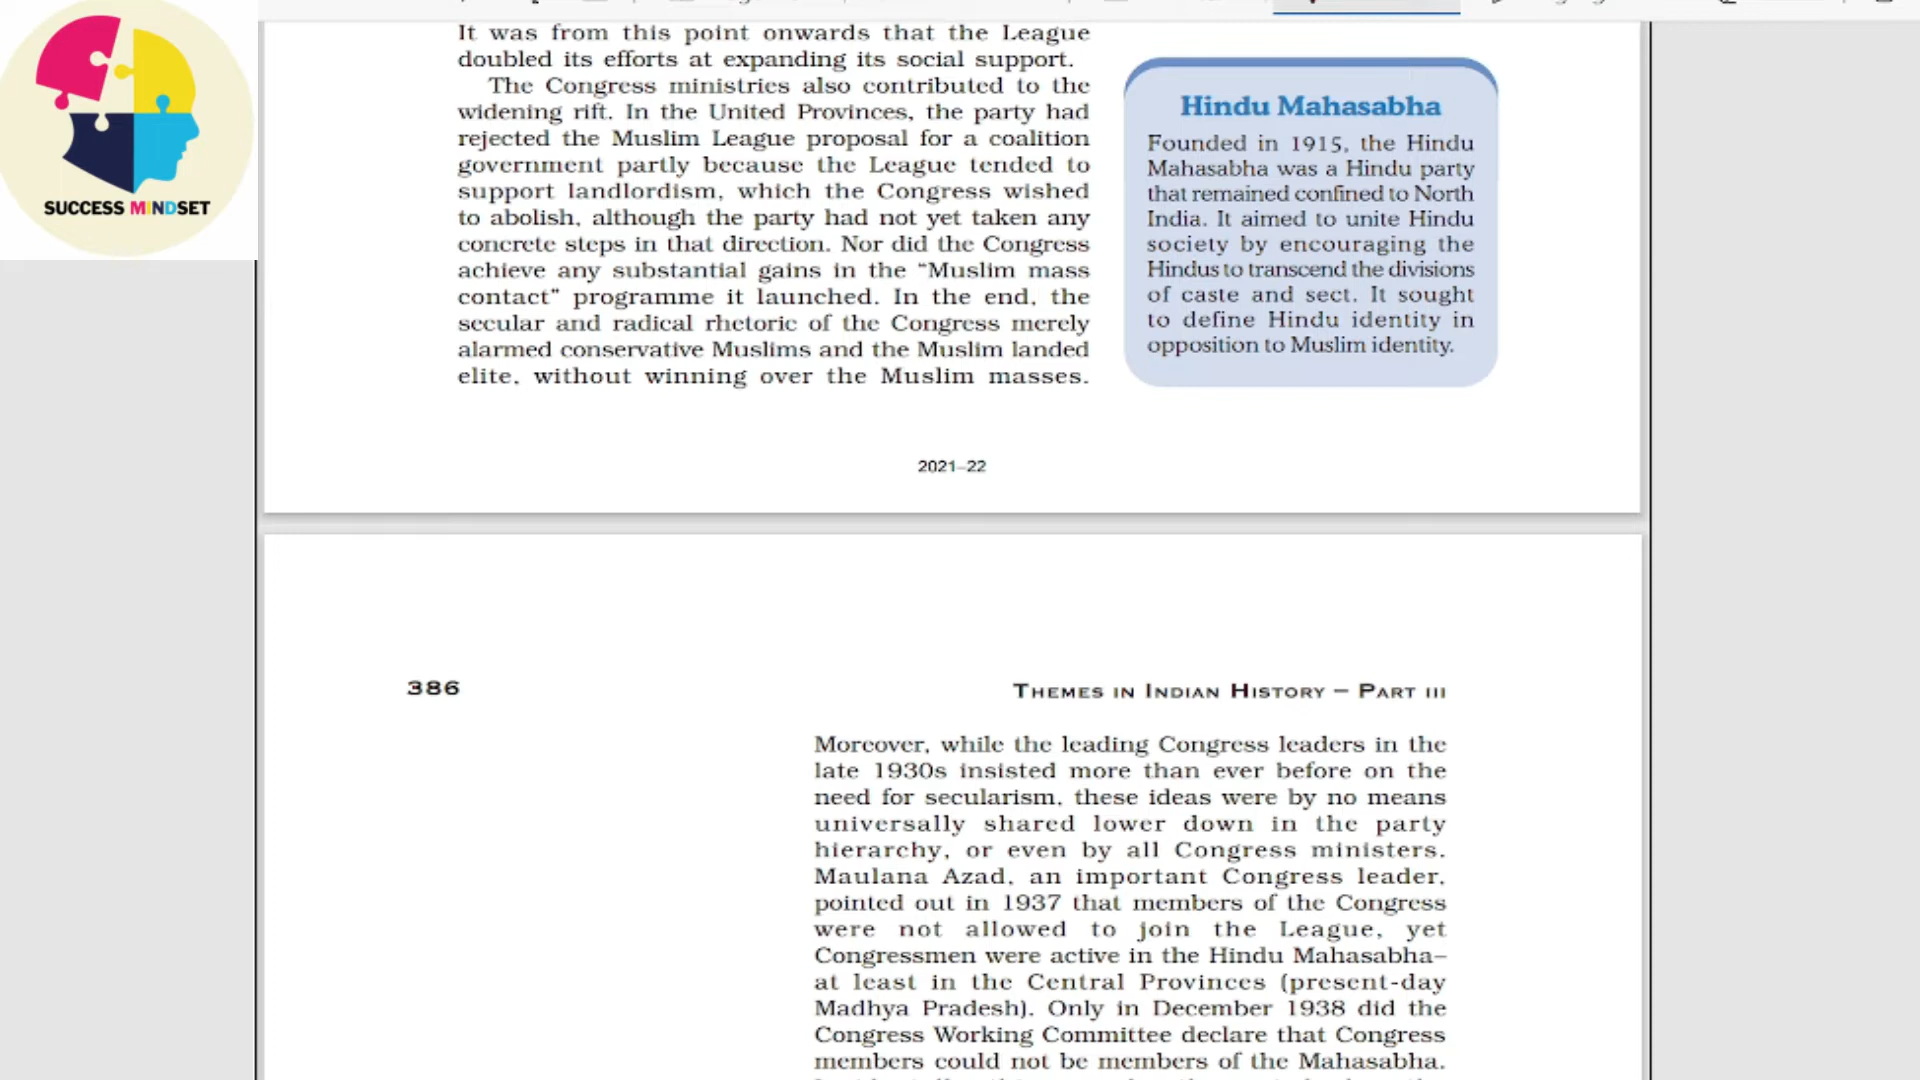 SUCCESS MINDSET
It was from this point onwards that the League
doubled its efforts at expanding its social support.
The Congress ministries also contributed to the
widening rift. In the United Provinces, the party had
rejected the Muslim League proposal for a coalition
government partly because the League tended to
support landlordism, which the Congress wished
to abolish, although the party had not yet taken any
concrete steps in that direction. Nor did the Congress
achieve any substantial gains in the “Muslim mass
contact” programme it launched. In the end, the
secular and radical rhetoric of the Congress merely
alarmed conservative Muslims and the Muslim landed
elite, without winning over the Muslim masses.
Hindu Mahasabha
Founded in 1915, the Hindu
Mahasabha was a Hindu party
that remained confined to North
India. It aimed to unite Hindu
society by encouraging the
Hindus to transcend the divisions
of caste and sect. It sought
to define Hindu identity in
opposition to Muslim identity.
2021–22
386
THEMES IN INDIAN HISTORY – PART III
Moreover, while the leading Congress leaders in the
late 1930s insisted more than ever before on the
need for secularism, these ideas were by no means
universally shared lower down in the party
hierarchy, or even by all Congress ministers.
Maulana Azad, an important Congress leader,
pointed out in 1937 that members of the Congress
were not allowed to join the League, yet
Congressmen were active in the Hindu Mahasabha–
at least in the Central Provinces (present-day
Madhya Pradesh). Only in December 1938 did the
Congress Working Committee declare that Congress
members could not be members of the Mahasabha.